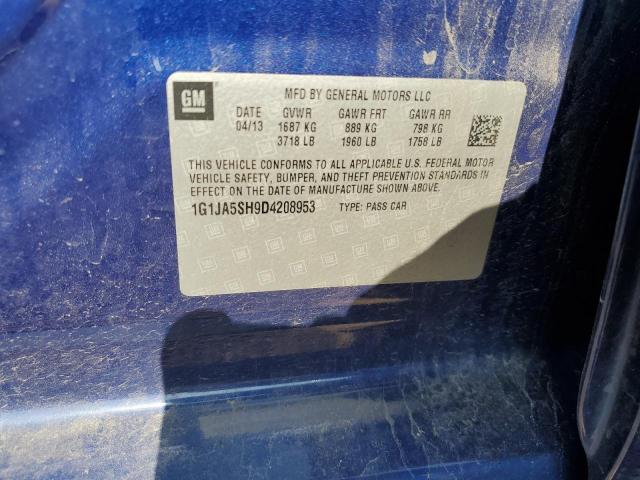 GM
MFD BY GENERAL MOTORS LLC
DATE GVWR GAWR FRT GAWR RR
04/13 1687 KG 889 KG 798 KG
3718 LB 1960 LB 1758 LB
THIS VEHICLE CONFORMS TO ALL APPLICABLE U.S. FEDERAL MOTOR
VEHICLE SAFETY, BUMPER, AND THEFT PREVENTION STANDARDS IN
EFFECT ON THE DATE OF MANUFACTURE SHOWN ABOVE.
1G1JA5SH9D4208953 TYPE: PASS CAR